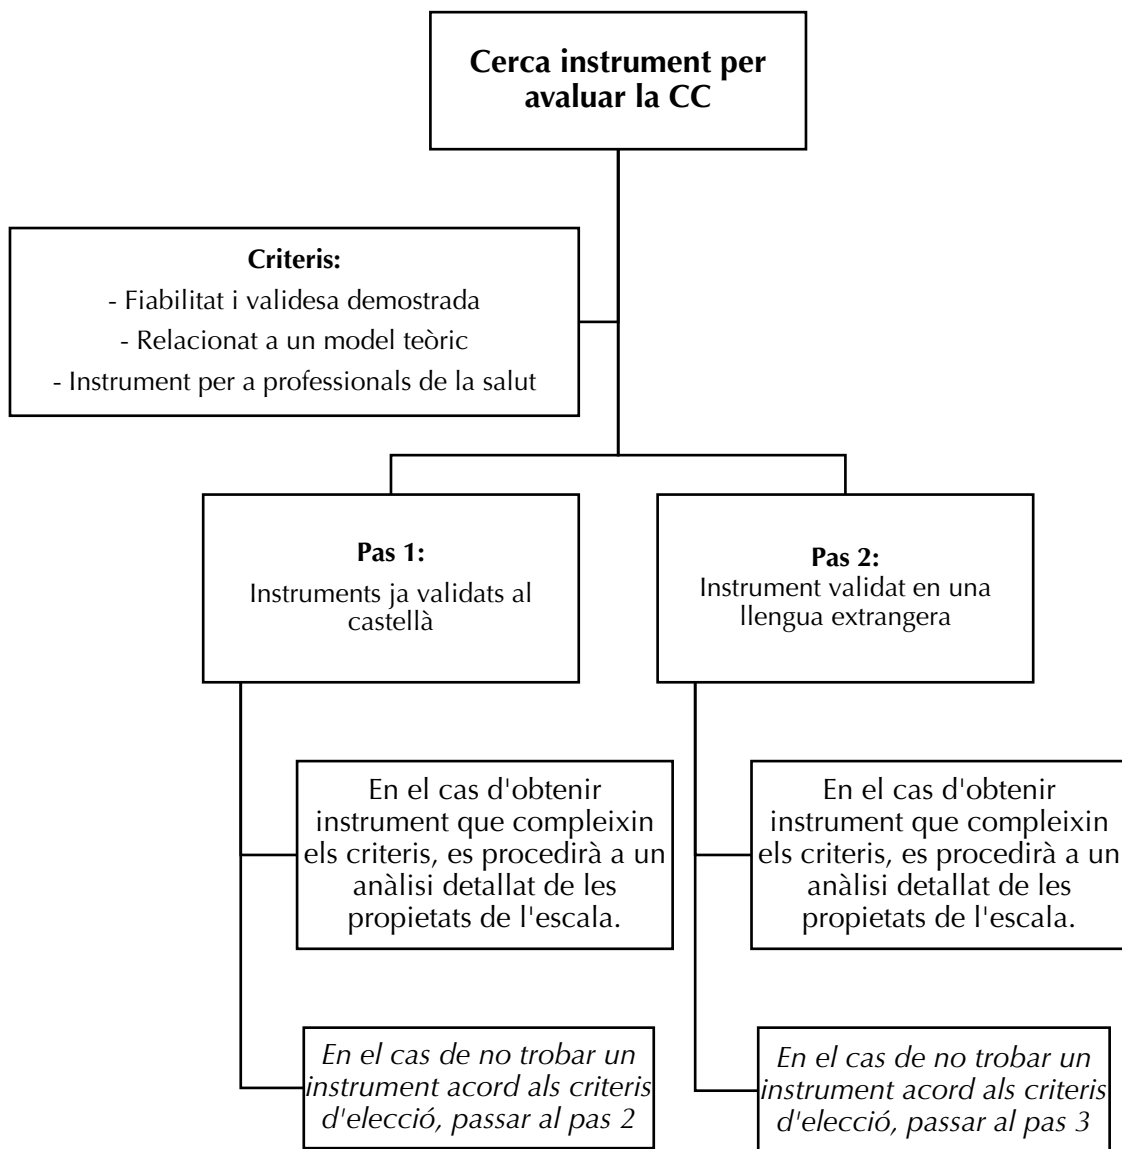 Cerca instrument per
avaluar la CC
Criteris:
- Fiabilitat i validesa demostrada
- Relacionat a un model teòric
- Instrument per a professionals de la salut
Pas 1:
Instruments ja validats al
castellà
Pas 2:
Instrument validat en una
llengua extrangera
En el cas d'obtenir
instrument que compleixin
els criteris, es procedirà a un
anàlisi detallat de les
propietats de l'escala.
En el cas d'obtenir
instrument que compleixin
els criteris, es procedirà a un
anàlisi detallat de les
propietats de l'escala.
En el cas de no trobar un
instrument acord als criteris
d'elecció, passar al pas 2
En el cas de no trobar un
instrument acord als criteris
d'elecció, passar al pas 3